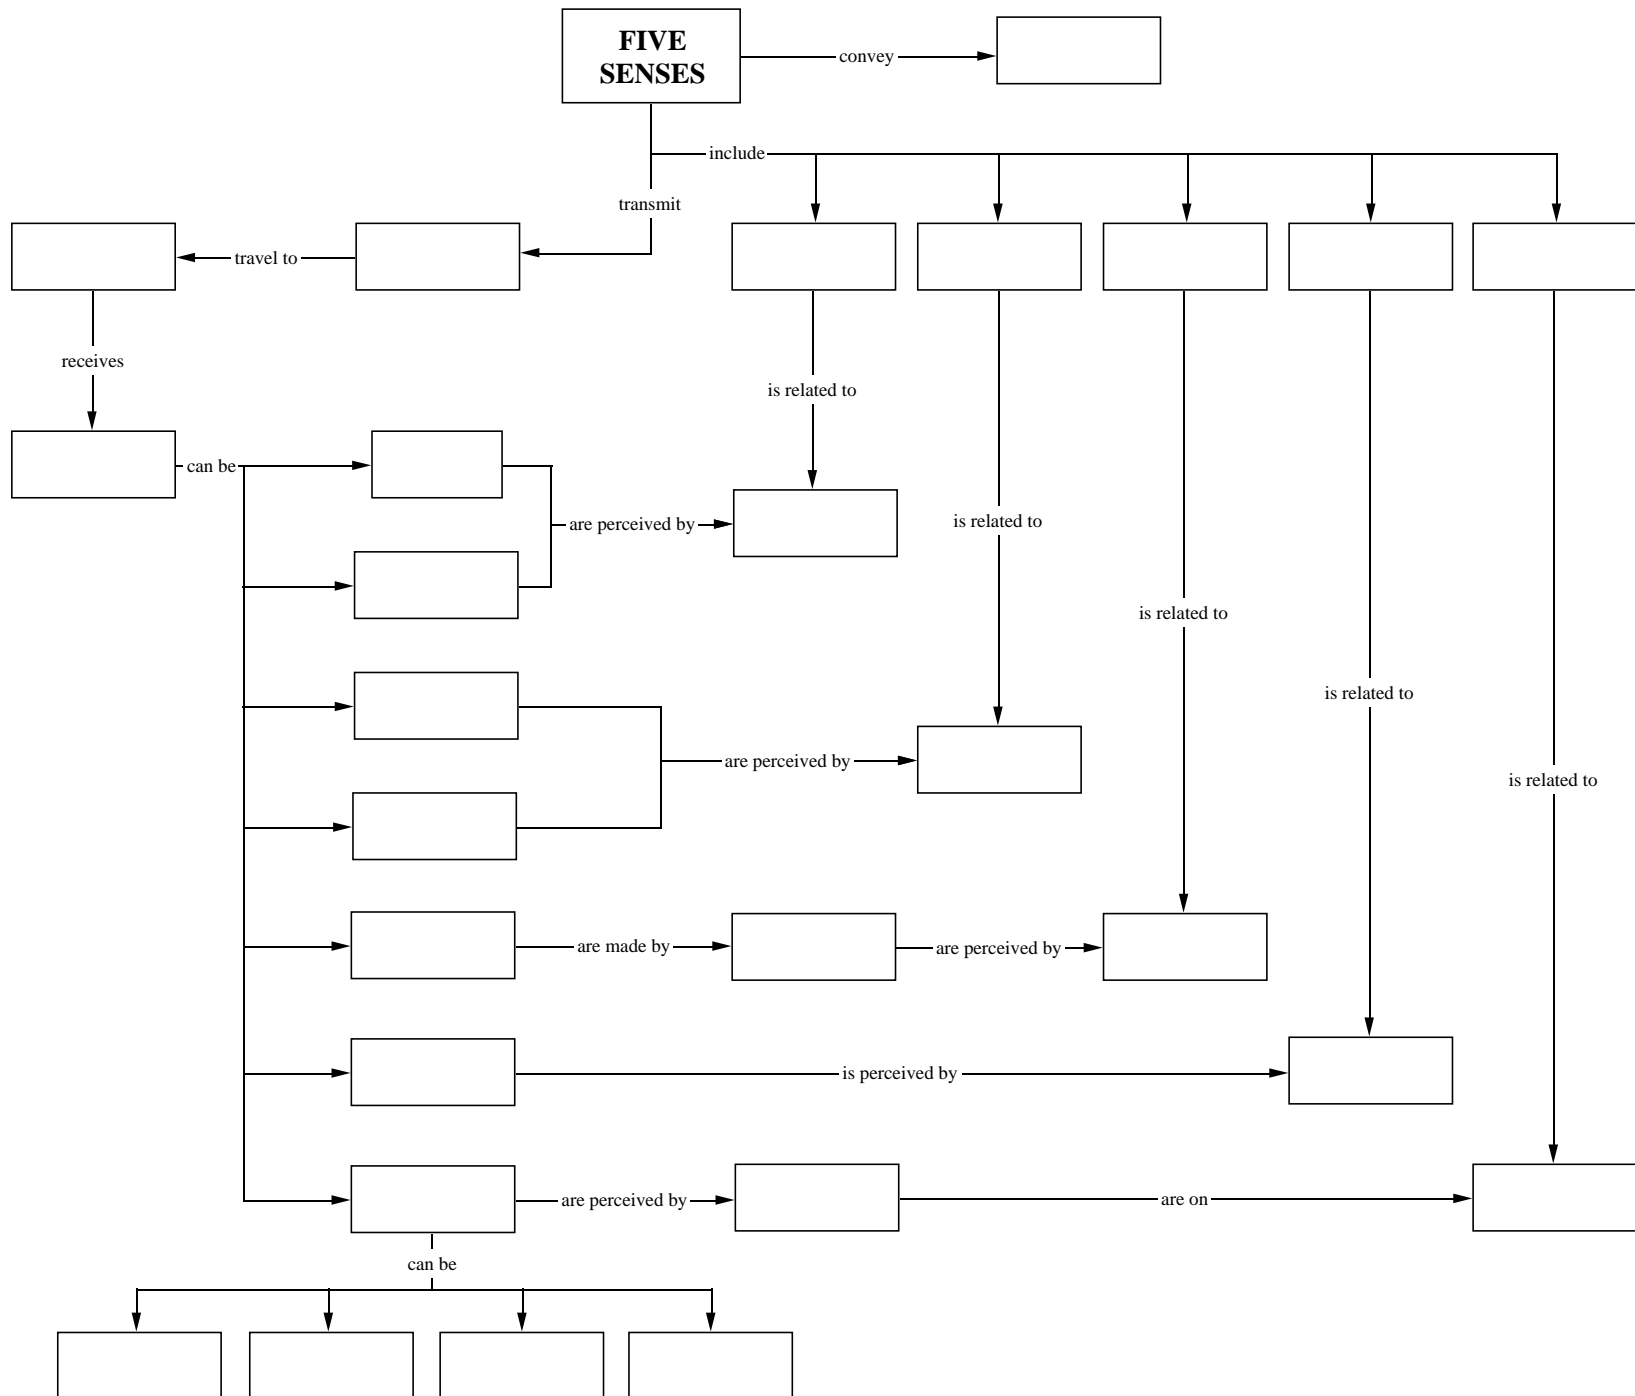 FIVE
SENSES
convey
include
transmit
travel to
receives
is related to
can be
are perceived by
is related to
is related to
is related to
are perceived by
is related to
are made by
are perceived by
is perceived by
are perceived by
are on
can be